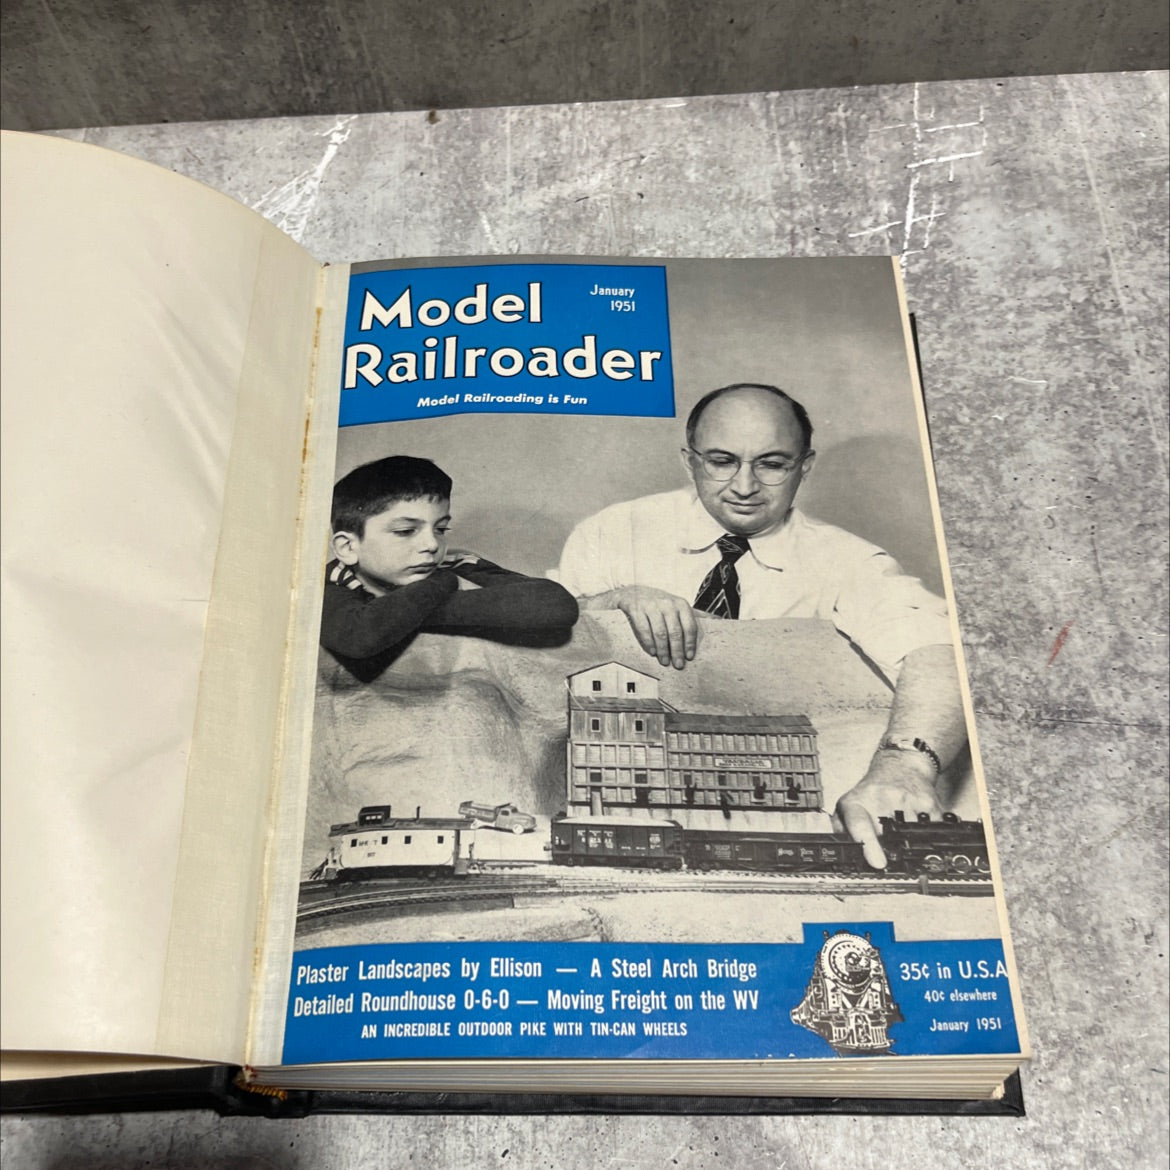 Model
Railroader
January
1951
Model Railroading is Fun
Plaster Landscapes by Ellison — A Steel Arch Bridge
Detailed Roundhouse 0-6-0 — Moving Freight on the WV
AN INCREDIBLE OUTDOOR PIKE WITH TIN-CAN WHEELS
35¢ in U.S.A
40¢ elsewhere
January 1951